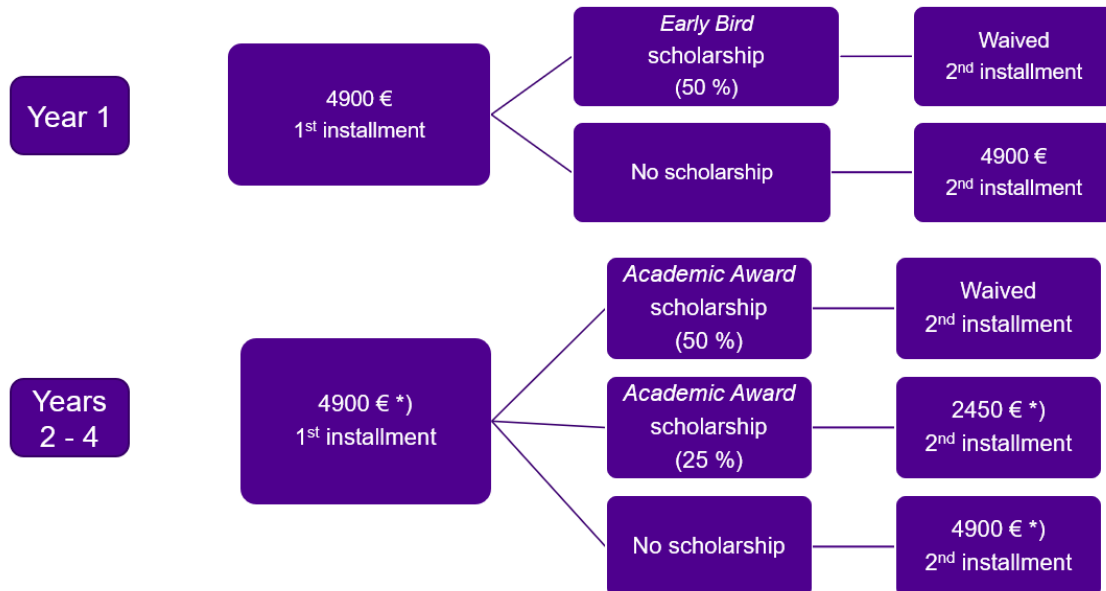 Year 1
4900 €
1st installment
Early Bird
scholarship
(50 %)
Waived
2nd installment
No scholarship
4900 €
2nd installment
Years
2 - 4
4900 € *)
1st installment
Academic Award
scholarship
(50 %)
Waived
2nd installment
Academic Award
scholarship
(25 %)
2450 € *)
2nd installment
No scholarship
4900 € *)
2nd installment